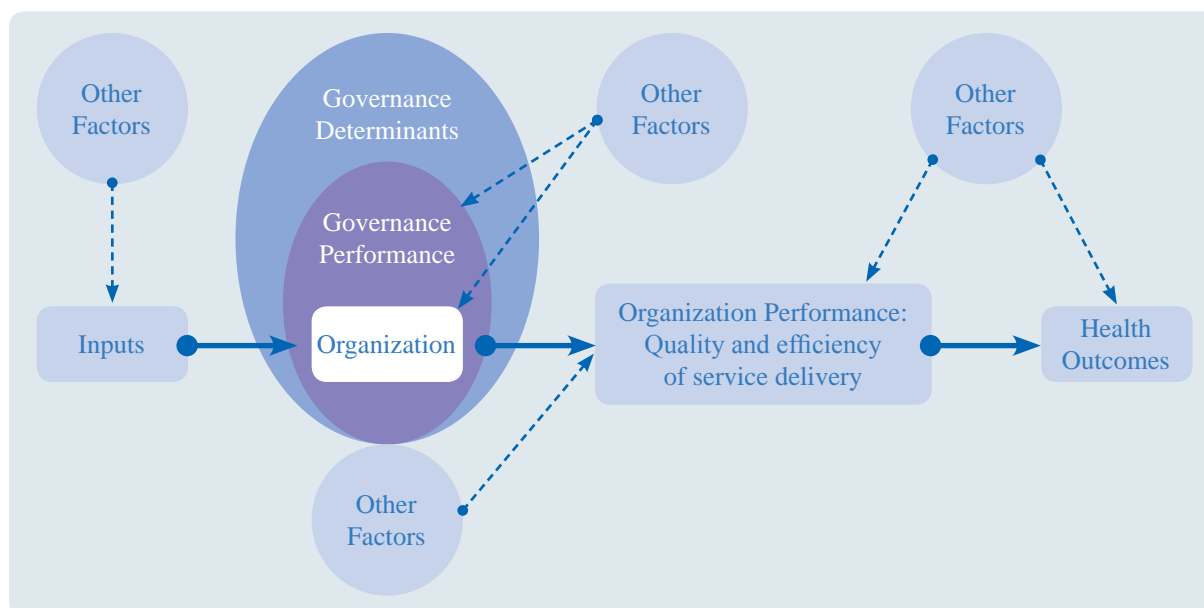 Other
Factors
Governance
Determinants
Other
Factors
Other
Factors
Governance
Performance
Inputs
Organization
Organization Performance:
Quality and efficiency
of service delivery
Health
Outcomes
Other
Factors